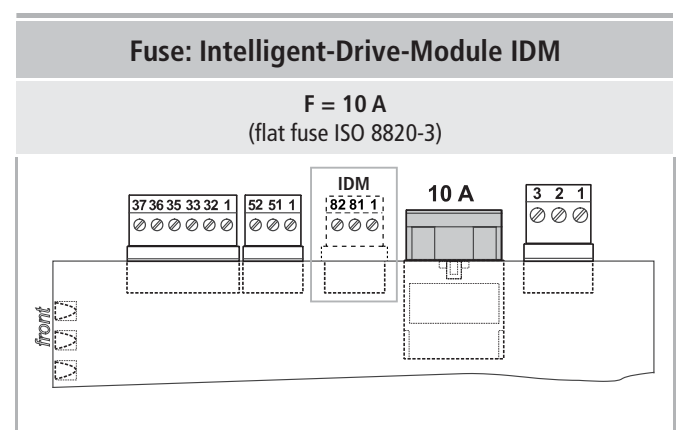 Fuse: Intelligent-Drive-Module IDM
F = 10 A
(flat fuse ISO 8820-3)
IDM
37 36 35 33 32 1
52 51 1
82 81 1
10 A
3 2 1
front